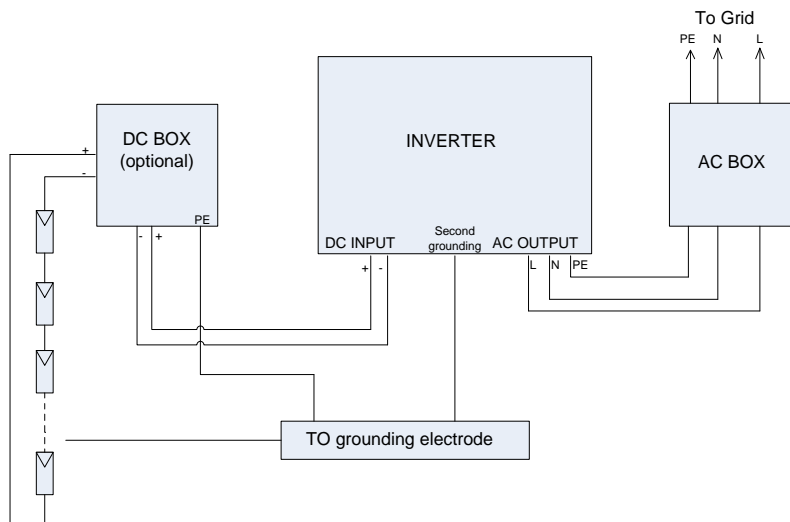 To Grid
PE N L
DC BOX
(optional)
+
-
PE
- +
INVERTER
DC INPUT
Second
grounding
AC OUTPUT
+ -
L N PE
AC BOX
TO grounding electrode